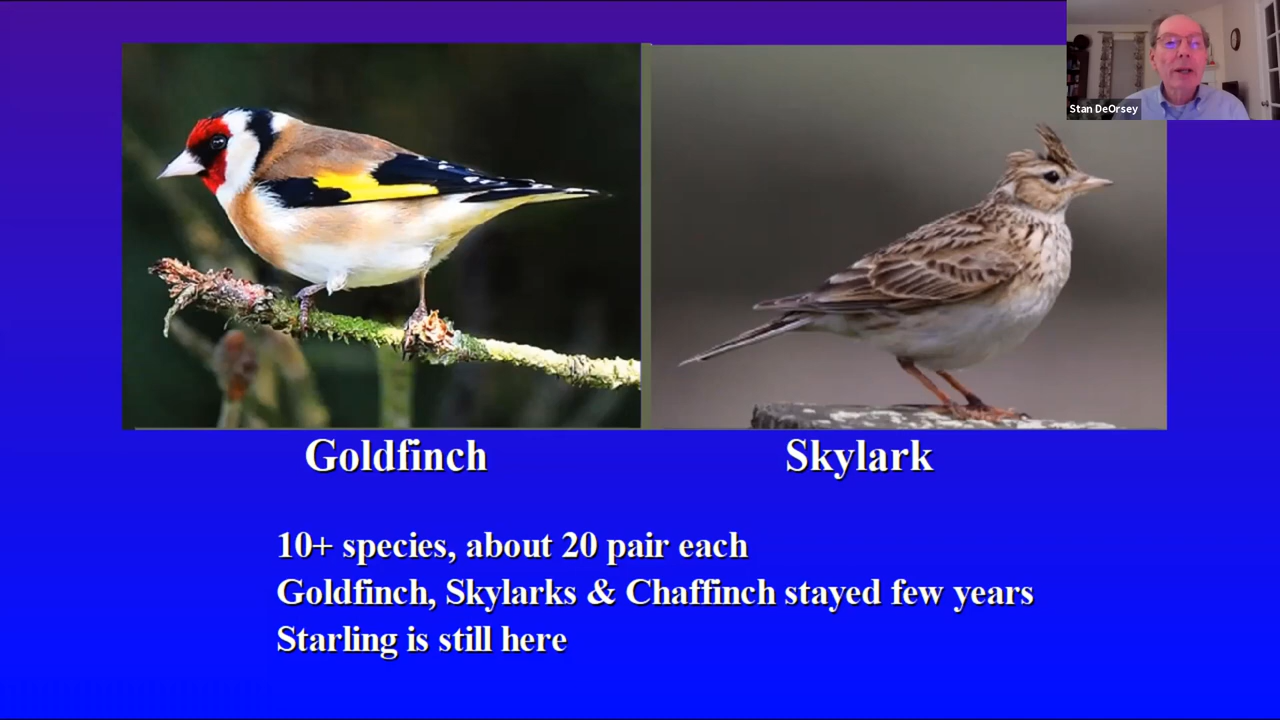 Stan DeOrsey
Goldfinch
Skylark
10+ species, about 20 pair each
Goldfinch, Skylarks & Chaffinch stayed few years
Starling is still here